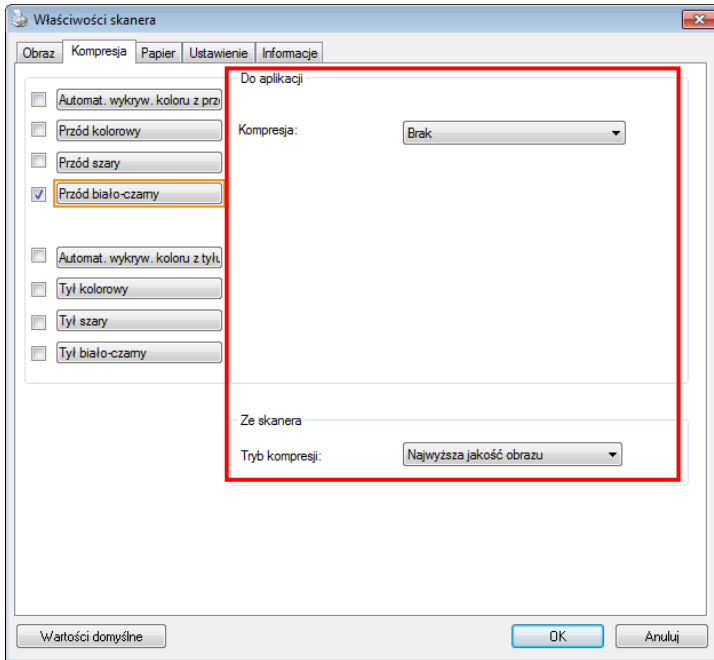 Właściwości skanera
Obraz Kompresja Papier Ustawienie Informacje
Automat. wykryw. koloru z prz
Przód kolorowy
Przód szary
Przód biało-czarny
Automat. wykryw. koloru z tyłu
Tył kolorowy
Tył szary
Tył biało-czarny
Do aplikacji
Kompresja: Brak
Ze skanera
Tryb kompresji: Najwyższa jakość obrazu
Wartości domyślne OK Anuluj